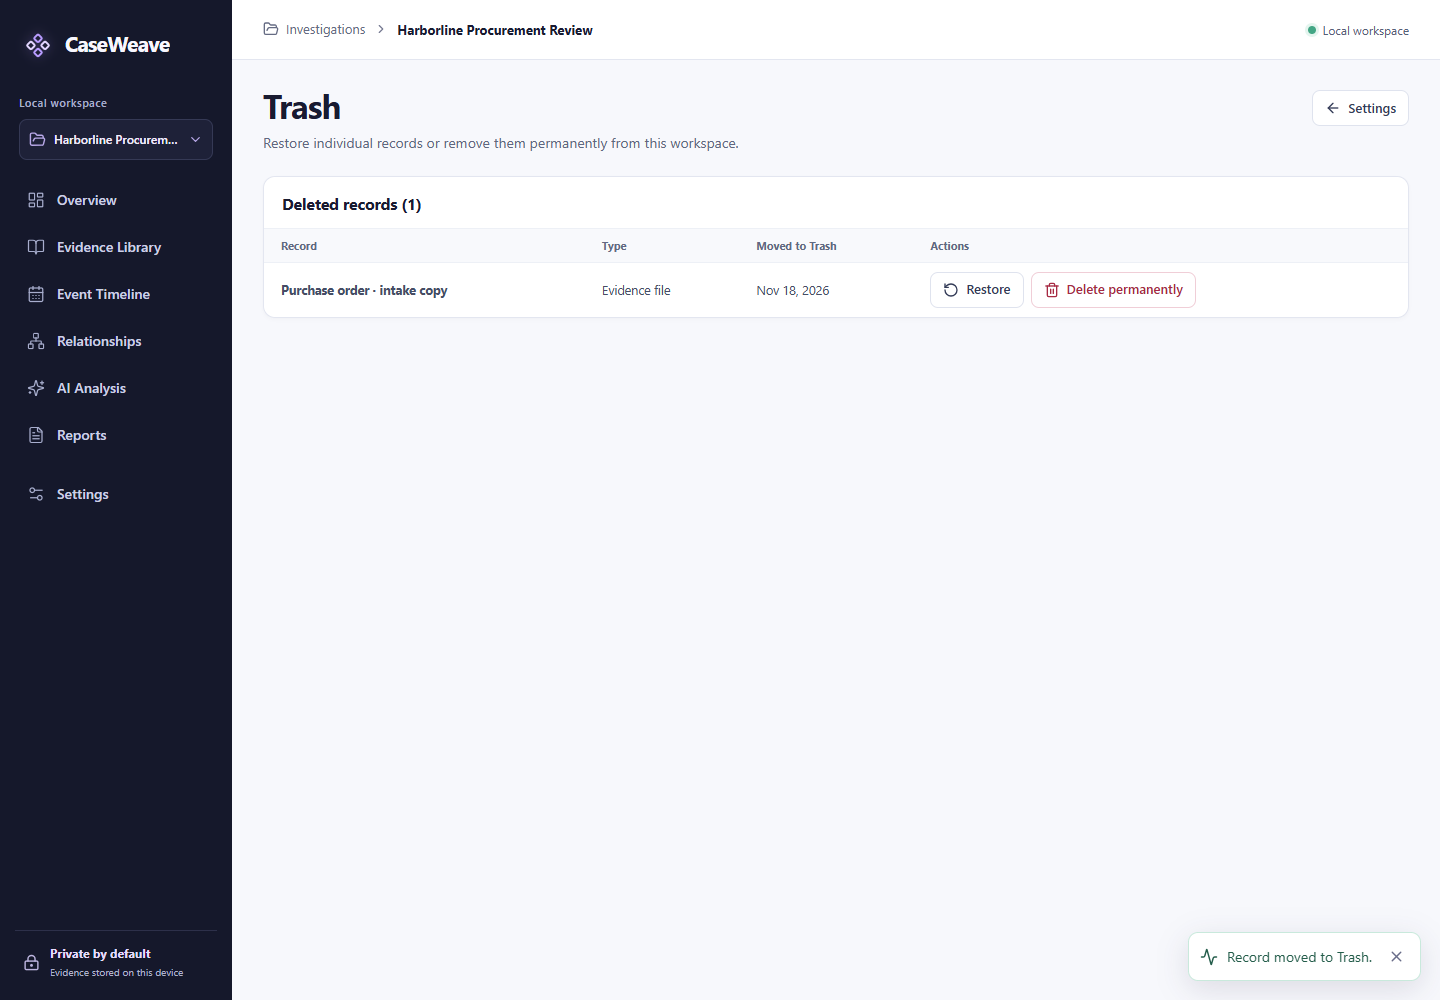 CaseWeave
Local workspace
Harborline Procurem...
Overview
Evidence Library
Event Timeline
Relationships
AI Analysis
Reports
Settings
Private by default
Evidence stored on this device
Investigations > Harborline Procurement Review
Local workspace
Trash
Restore individual records or remove them permanently from this workspace.
Settings
Deleted records (1)
Record Type Moved to Trash Actions
Purchase order · intake copy Evidence file Nov 18, 2026 Restore Delete permanently
Record moved to Trash.